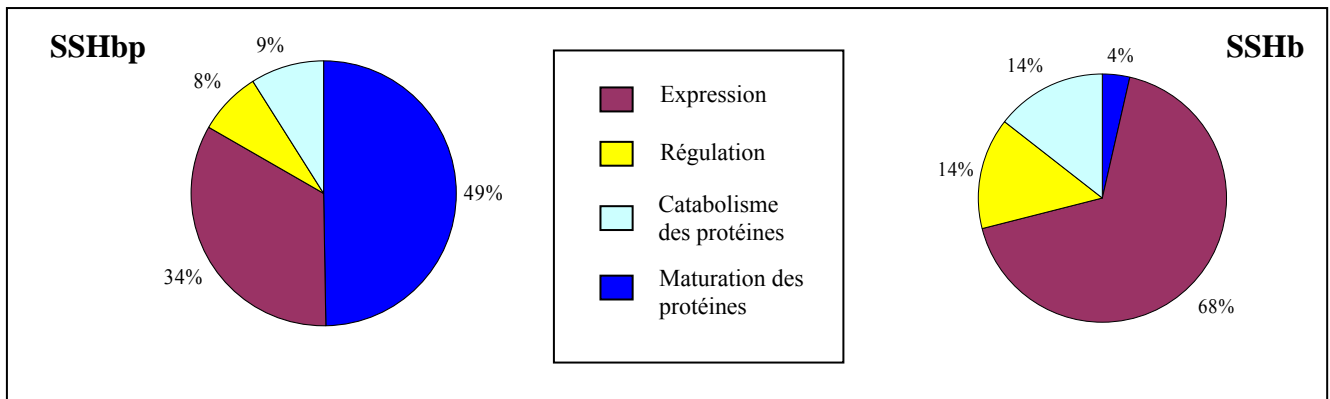 SSHbp
9%
8%
49%
34%
Expression
Régulation
Catabolisme
des protéines
Maturation des
protéines
SSHb
4%
14%
14%
68%